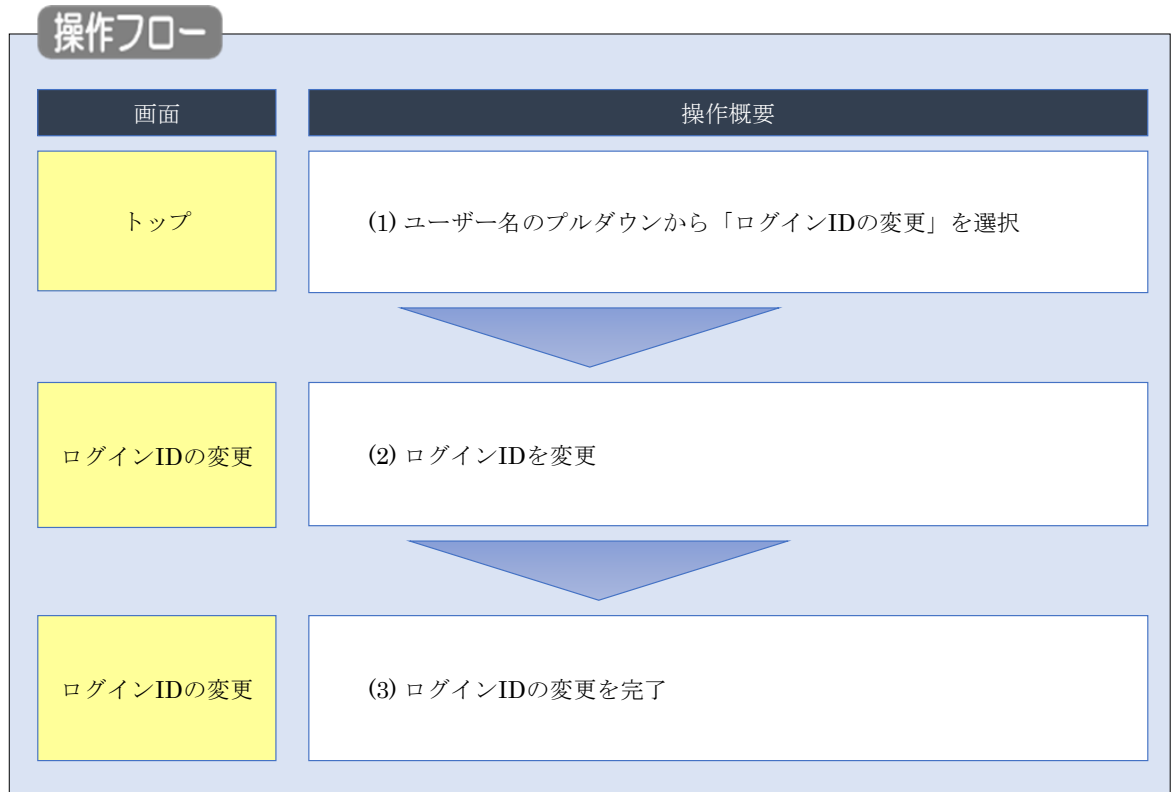 操作フロー
画面
操作概要
トップ
(1) ユーザー名のプルダウンから「ログインIDの変更」を選択
ログインIDの変更
(2) ログインIDを変更
ログインIDの変更
(3) ログインIDの変更を完了